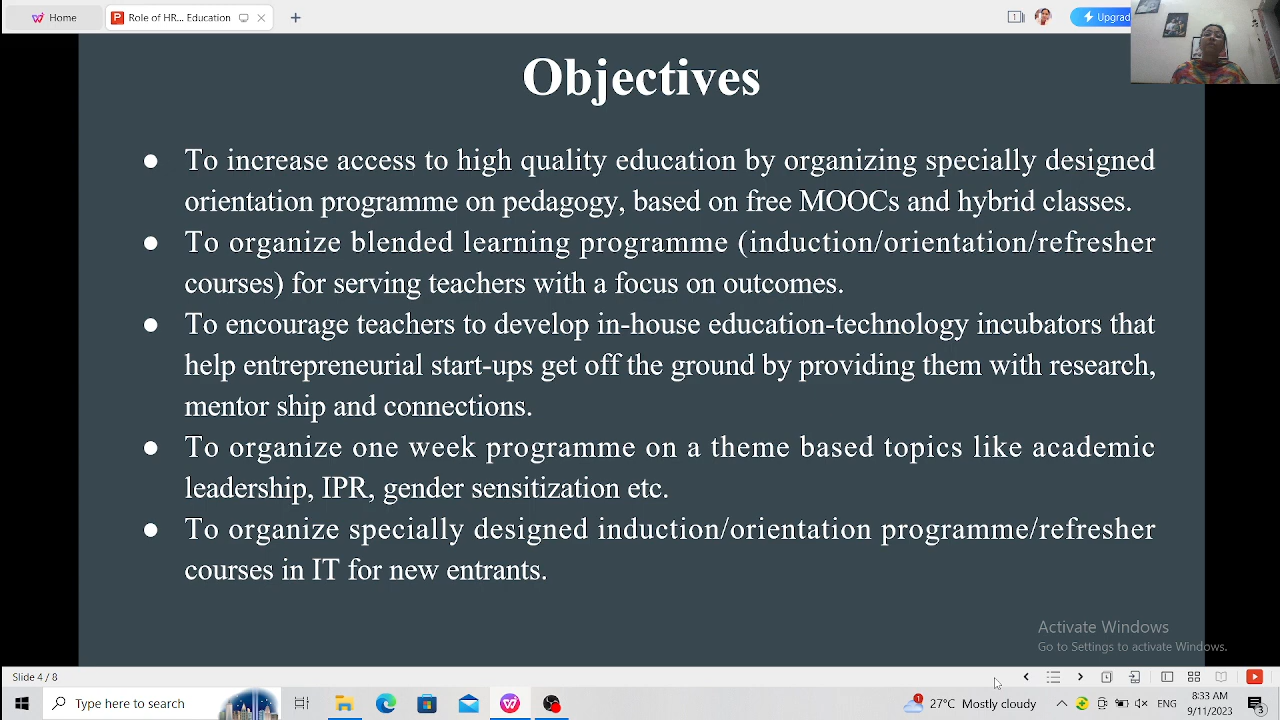 Home
Role of HR... Education
1
Upgrad
Objectives
To increase access to high quality education by organizing specially designed
orientation programme on pedagogy, based on free MOOCs and hybrid classes.
To organize blended learning programme (induction/orientation/refresher
courses) for serving teachers with a focus on outcomes.
To encourage teachers to develop in-house education-technology incubators that
help entrepreneurial start-ups get off the ground by providing them with research,
mentor ship and connections.
To organize one week programme on a theme based topics like academic
leadership, IPR, gender sensitization etc.
To organize specially designed induction/orientation programme/refresher
courses in IT for new entrants.
Activate Windows
Go to Settings to activate Windows.
Slide 4 / 8
Type here to search
1
27°C Mostly cloudy
ENG
8:33 AM
9/11/2023
3